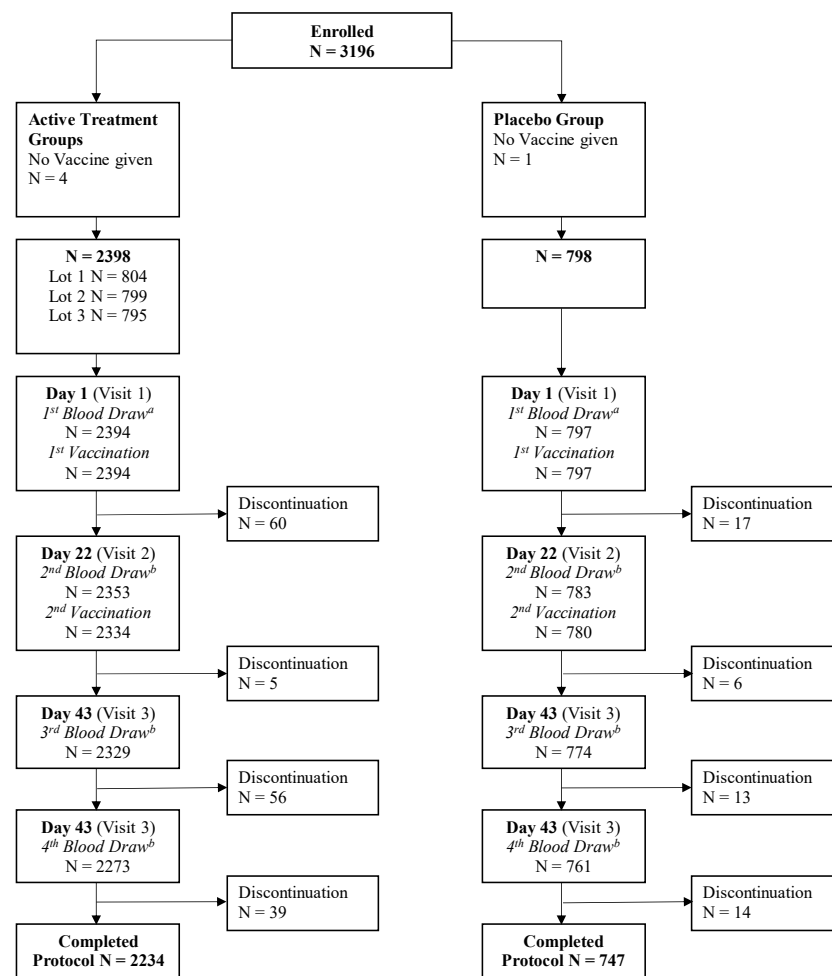 Enrolled
N = 3196
Active Treatment
Groups
No Vaccine given
N = 4
Placebo Group
No Vaccine given
N = 1
N = 2398
Lot 1 N = 804
Lot 2 N = 799
Lot 3 N = 795
N = 798
Day 1 (Visit 1)
1st Blood Drawa
N = 2394
1st Vaccination
N = 2394
Day 1 (Visit 1)
1st Blood Drawa
N = 797
1st Vaccination
N = 797
Discontinuation
N = 60
Discontinuation
N = 17
Day 22 (Visit 2)
2nd Blood Drawb
N = 2353
2nd Vaccination
N = 2334
Day 22 (Visit 2)
2nd Blood Drawb
N = 783
2nd Vaccination
N = 780
Discontinuation
N = 5
Discontinuation
N = 6
Day 43 (Visit 3)
3rd Blood Drawb
N = 2329
Day 43 (Visit 3)
3rd Blood Drawb
N = 774
Discontinuation
N = 56
Discontinuation
N = 13
Day 43 (Visit 3)
4th Blood Drawb
N = 2273
Day 43 (Visit 3)
4th Blood Drawb
N = 761
Discontinuation
N = 39
Discontinuation
N = 14
Completed
Protocol N = 2234
Completed
Protocol N = 747